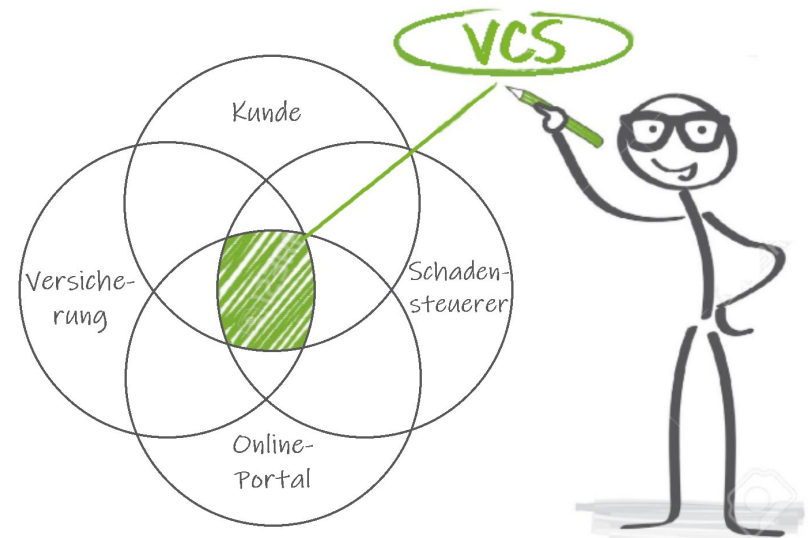 VCS
Kunde
Versiche-
rung
Schaden-
steuerer
Online-
Portal